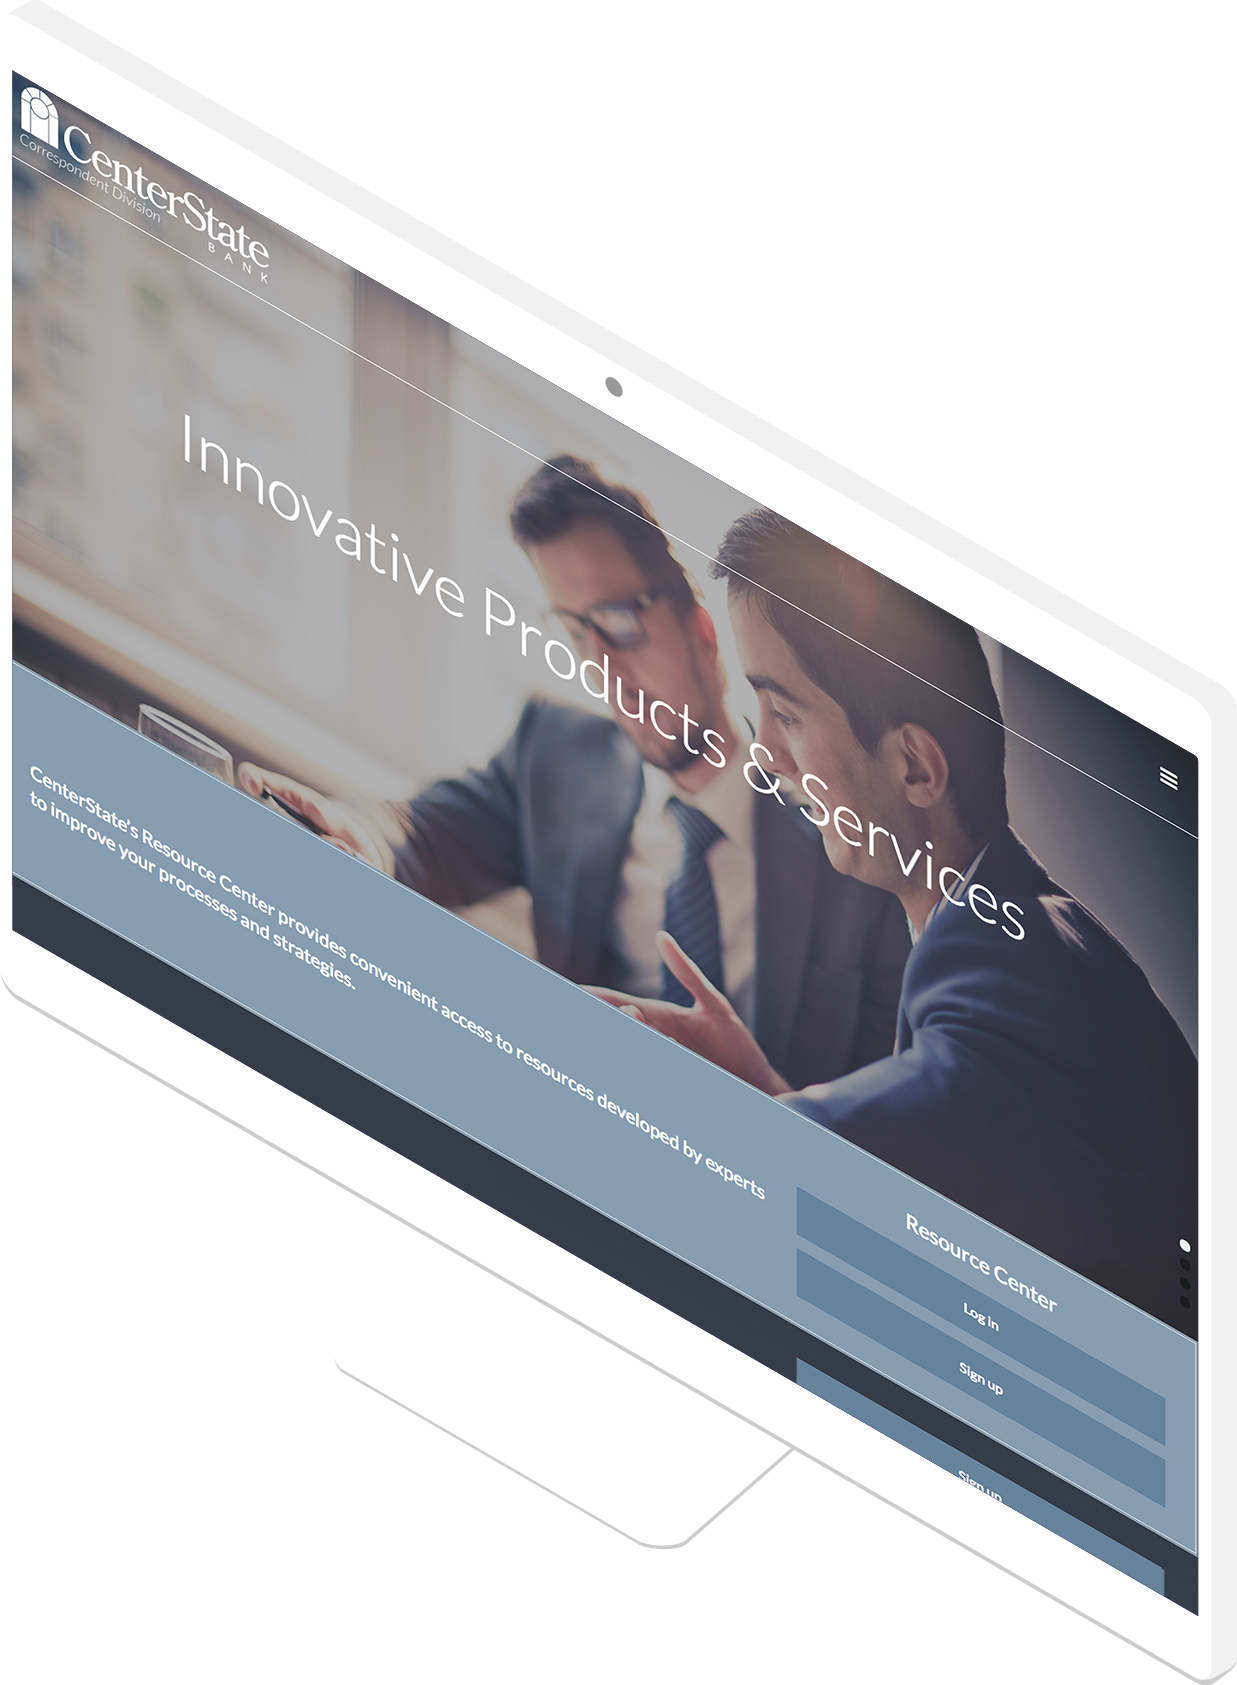 CenterState
Correspondent Division
BANK
Innovative Products & Services
CenterState's Resource Center provides convenient access to resources developed by experts
to improve your processes and strategies.
Resource Center
Log in
Sign up
Sign up